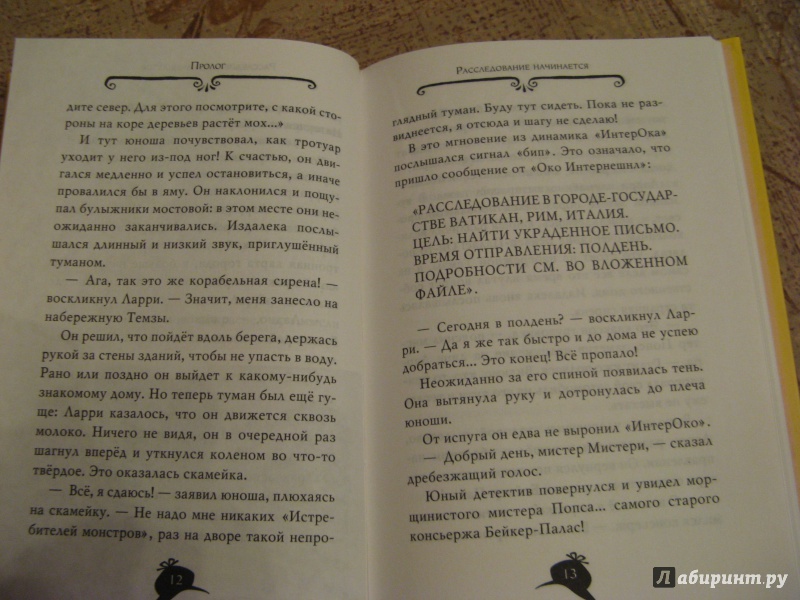 Пролог
дите север. Для этого посмотрите, с какой сто-
роны на коре деревьев растёт мох...»
И тут юноша почувствовал, как тротуар
уходит у него из-под ног! К счастью, он дви-
гался медленно и успел остановиться, а иначе
провалился бы в яму. Он наклонился и пощу-
пал булыжники мостовой: в этом месте они не-
ожиданно заканчивались. Издалека послы-
шался длинный и низкий звук, приглушённый
туманом.
— Ага, так это же корабельная сирена! —
воскликнул Ларри. — Значит, меня занесло на
набережную Темзы.
Он решил, что пойдёт вдоль берега, держась
рукой за стены зданий, чтобы не упасть в воду.
Рано или поздно он выйдет к какому-нибудь
знакомому дому. Но теперь туман был ещё гу-
ще: Ларри казалось, что он движется сквозь
молоко. Ничего не видя, он в очередной раз
шагнул вперёд и уткнулся коленом во что-то
твёрдое. Это оказалась скамейка.
— Всё, я сдаюсь! — заявил юноша, плюхаясь
на скамейку. — Не надо мне никаких «Истре-
бителей монстров», раз на дворе такой непро-
12
Расследование начинается
глядный туман. Буду тут сидеть. Пока не раз-
виднеется, я отсюда и шагу не сделаю!
В это мгновение из динамика «ИнтерОка»
послышался сигнал «бип». Это означало, что
пришло сообщение от «Око Интернешнл»:
«РАССЛЕДОВАНИЕ В ГОРОДЕ-ГОСУДАР-
СТВЕ ВАТИКАН, РИМ, ИТАЛИЯ.
ЦЕЛЬ: НАЙТИ УКРАДЕННОЕ ПИСЬМО.
ВРЕМЯ ОТПРАВЛЕНИЯ: ПОЛДЕНЬ.
ПОДРОБНОСТИ СМ. ВО ВЛОЖЕННОМ
ФАЙЛЕ».
— Сегодня в полдень? — воскликнул Лар-
ри. — Да я же так быстро и до дома не успею
добраться... Это конец! Всё пропало!
Неожиданно за его спиной появилась тень.
Она вытянула руку и дотронулась до плеча
юноши.
От испуга он едва не выронил «ИнтерОко».
— Добрый день, мистер Мистери, — сказал
дребезжащий голос.
Юный детектив повернулся и увидел мор-
щинистого мистера Попса... самого старого
консьержа Бейкер-Палас!
13
Лабиринт.ру